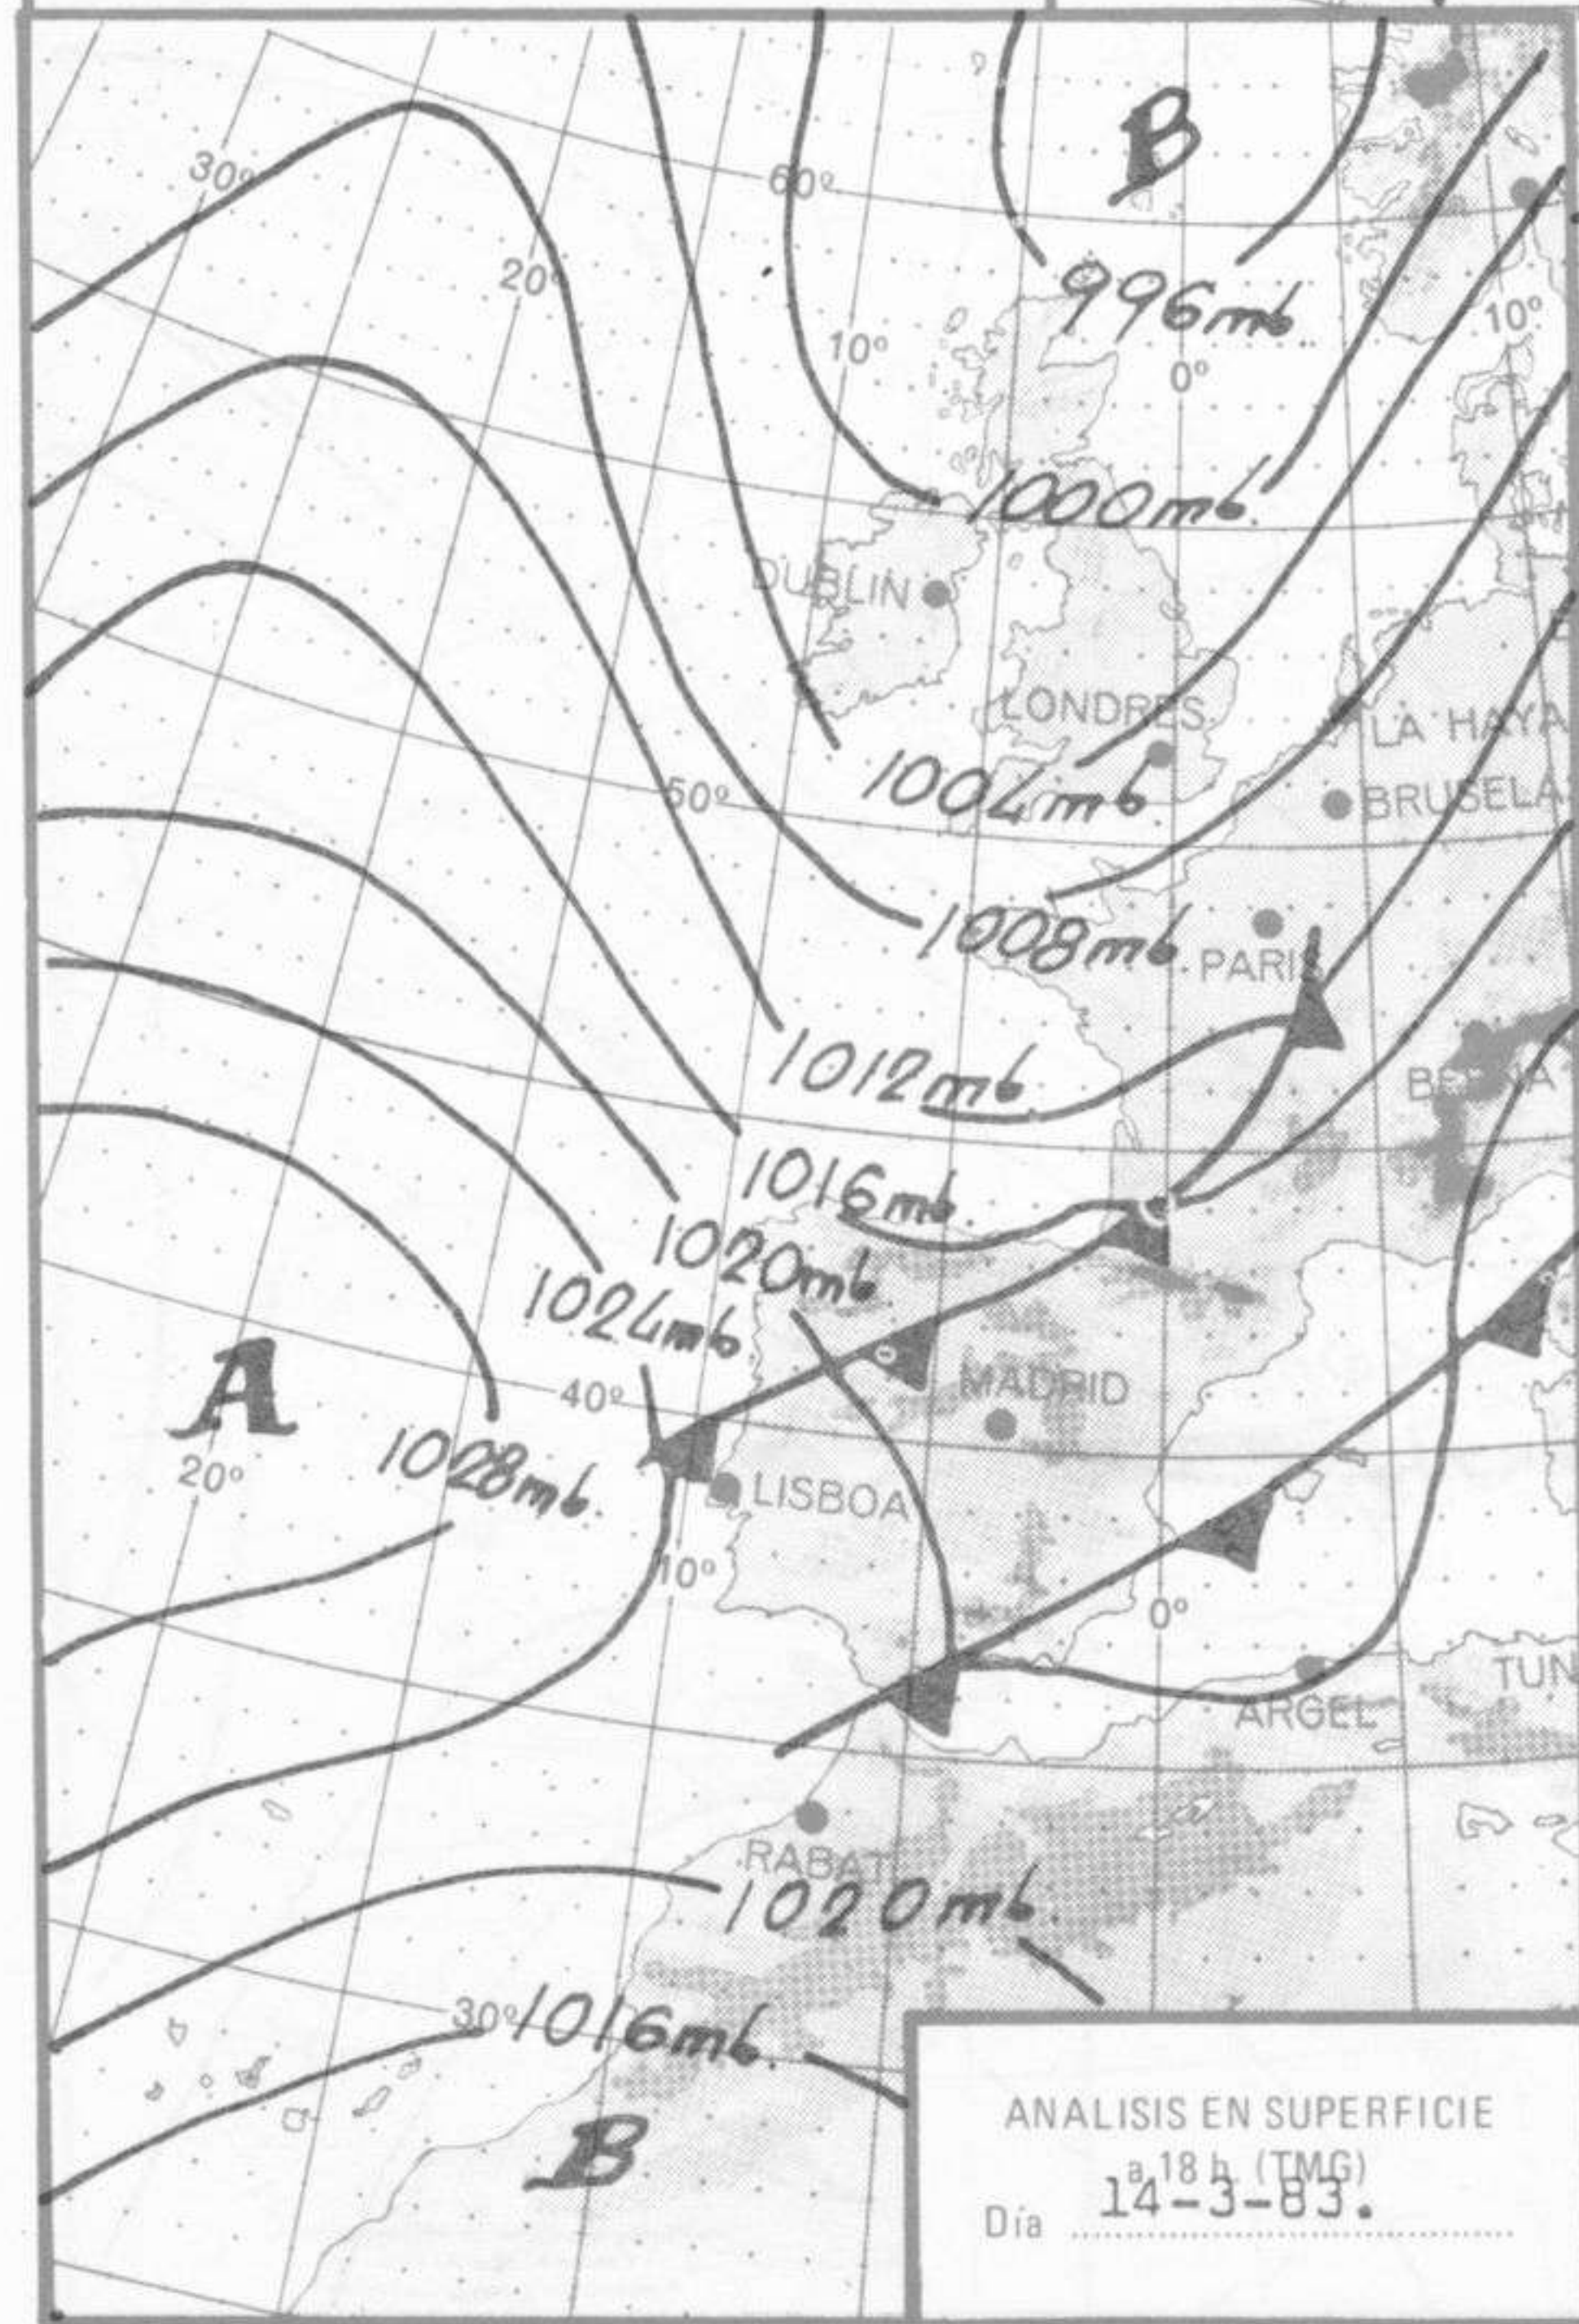 B
30º
60º
20º
996mb.
10º
10º
0º
1000mb.
DUBLIN
LONDRES
LA HAYA
50º
1004mb
BRUSELA
1008mb.
PARIS
1012mb.
BERNA
1016mb.
1020mb
1024mb.
MADRID
A
40º
1028mb.
20º
LISBOA
10º
0º
TUN
ARGEL
RABAT
1020mb.
30º
1016mb.
B
ANALISIS EN SUPERFICIE
a 18 h. (TMG)
Día 14-3-83.